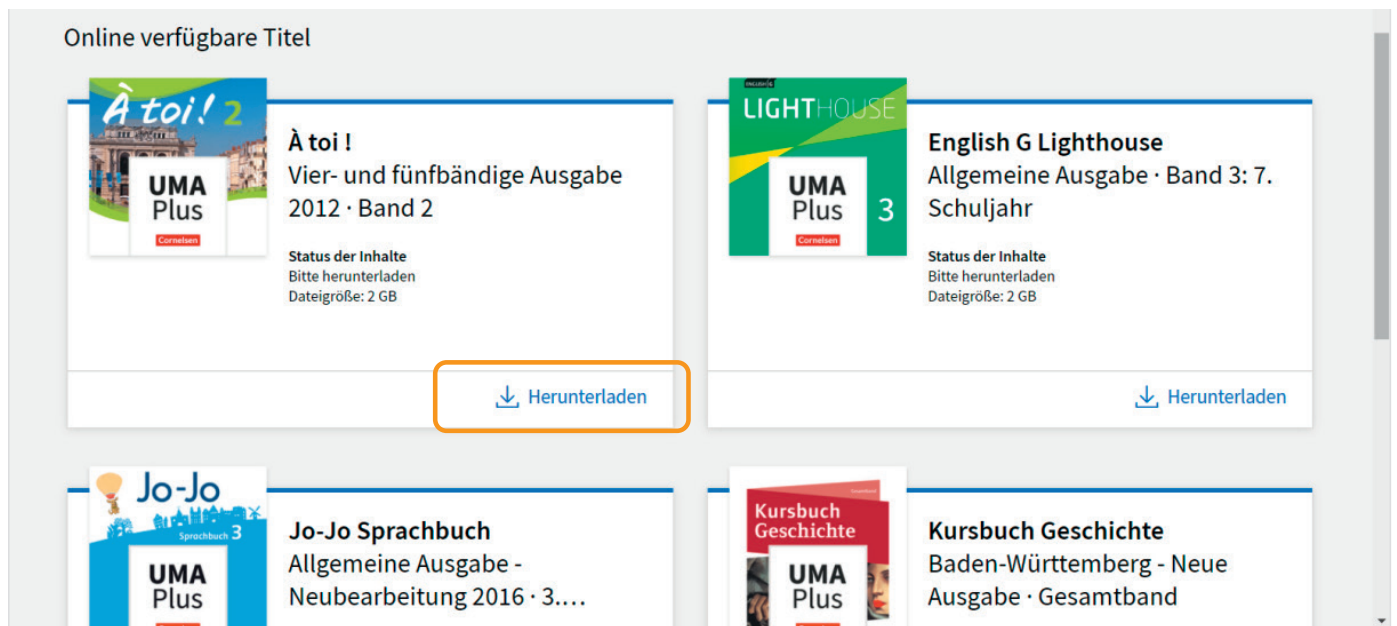 Online verfügbare Titel
À toi! 2
UMA
Plus
Cornelsen
À toi !
Vier- und fünfbändige Ausgabe
2012 · Band 2
Status der Inhalte
Bitte herunterladen
Dateigröße: 2 GB
Herunterladen
ENGLISH G
LIGHTHOUSE
UMA
Plus
3
Cornelsen
English G Lighthouse
Allgemeine Ausgabe · Band 3: 7.
Schuljahr
Status der Inhalte
Bitte herunterladen
Dateigröße: 2 GB
Herunterladen
Jo-Jo
Sprachbuch 3
UMA
Plus
Jo-Jo Sprachbuch
Allgemeine Ausgabe -
Neubearbeitung 2016 · 3.…
Kursbuch
Geschichte
UMA
Plus
Kursbuch Geschichte
Baden-Württemberg - Neue
Ausgabe · Gesamtband